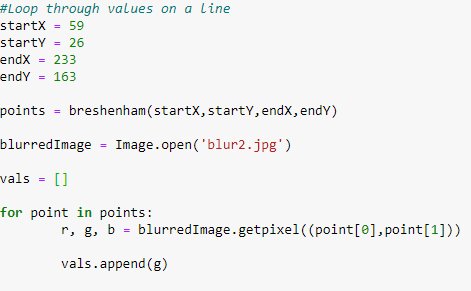 #Loop through values on a line
startX = 59
startY = 26
endX = 233
endY = 163
points = breshenham(startX,startY,endX,endY)
blurredImage = Image.open('blur2.jpg')
vals = []
for point in points:
r, g, b = blurredImage.getpixel((point[0],point[1]))
vals.append(g)